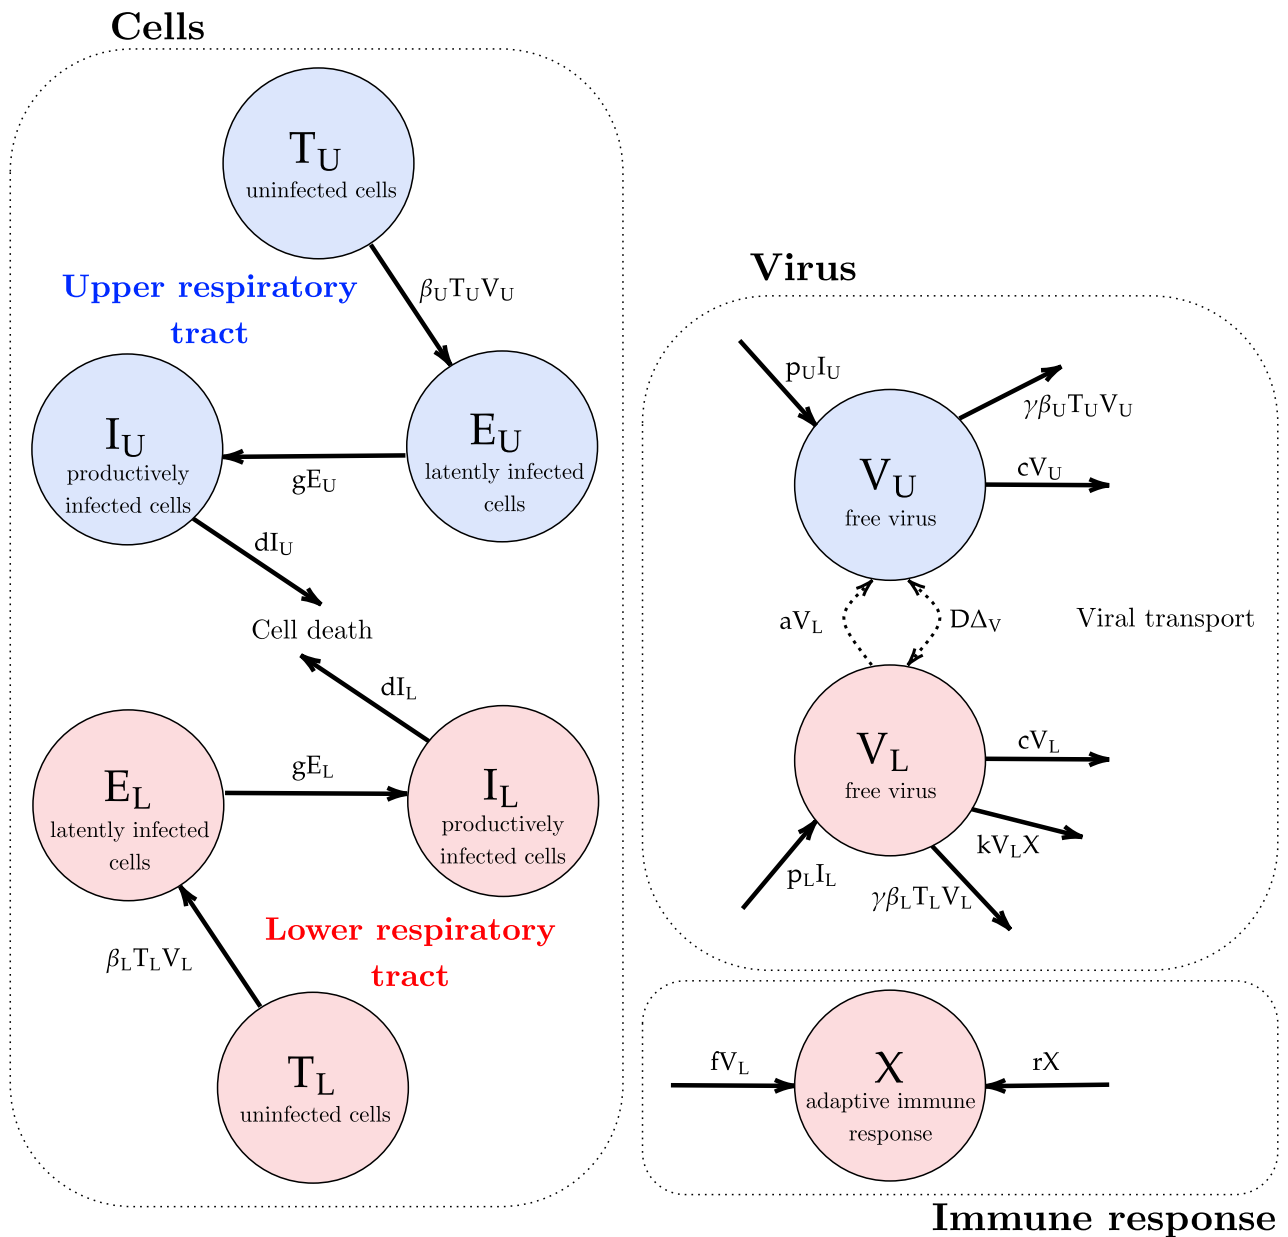 Cells
T_U
uninfected cells
β_U T_U V_U
Upper respiratory
tract
I_U
productively
infected cells
E_U
latently infected
cells
gE_U
dI_U
Cell death
dI_L
E_L
latently infected
cells
gE_L
I_L
productively
infected cells
Lower respiratory
tract
β_L T_L V_L
T_L
uninfected cells
Virus
p_U I_U
γβ_U T_U V_U
V_U
free virus
cV_U
aV_L
DΔ_V
Viral transport
V_L
free virus
cV_L
kV_L X
p_L I_L
γβ_L T_L V_L
fV_L
X
adaptive immune
response
rX
Immune response